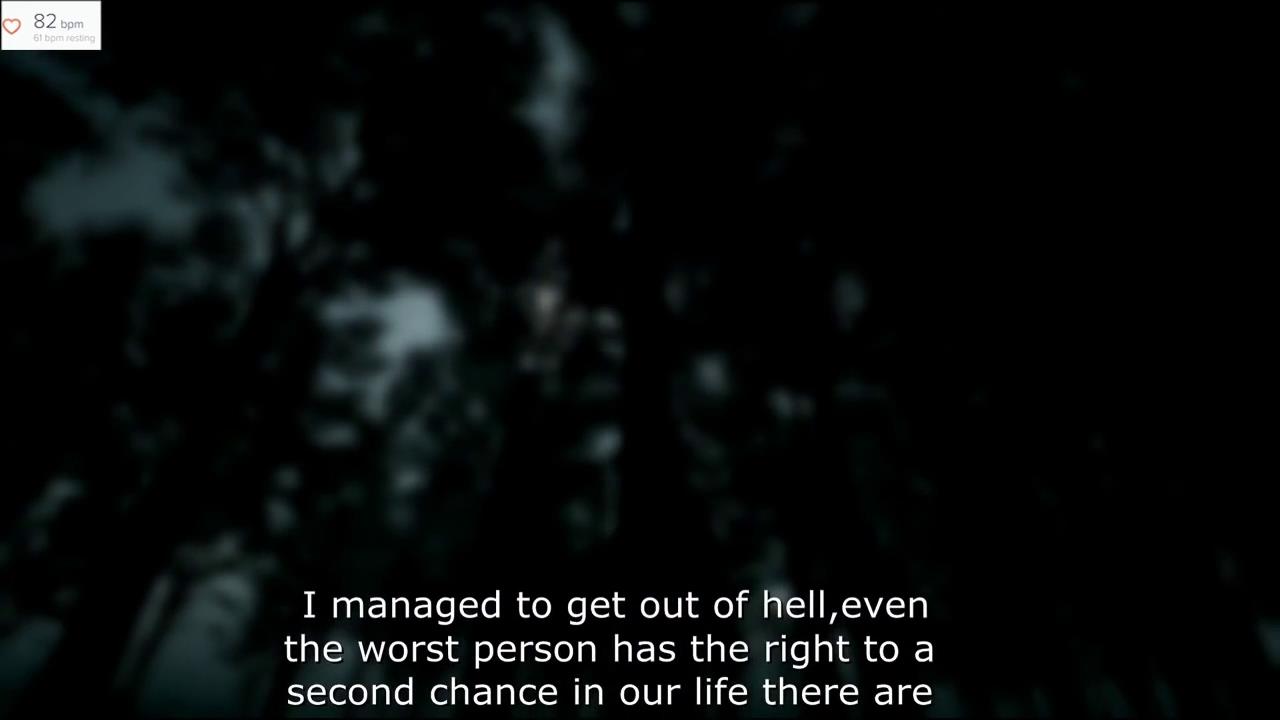 82 bpm
61 bpm resting
I managed to get out of hell,even
the worst person has the right to a
second chance in our life there are